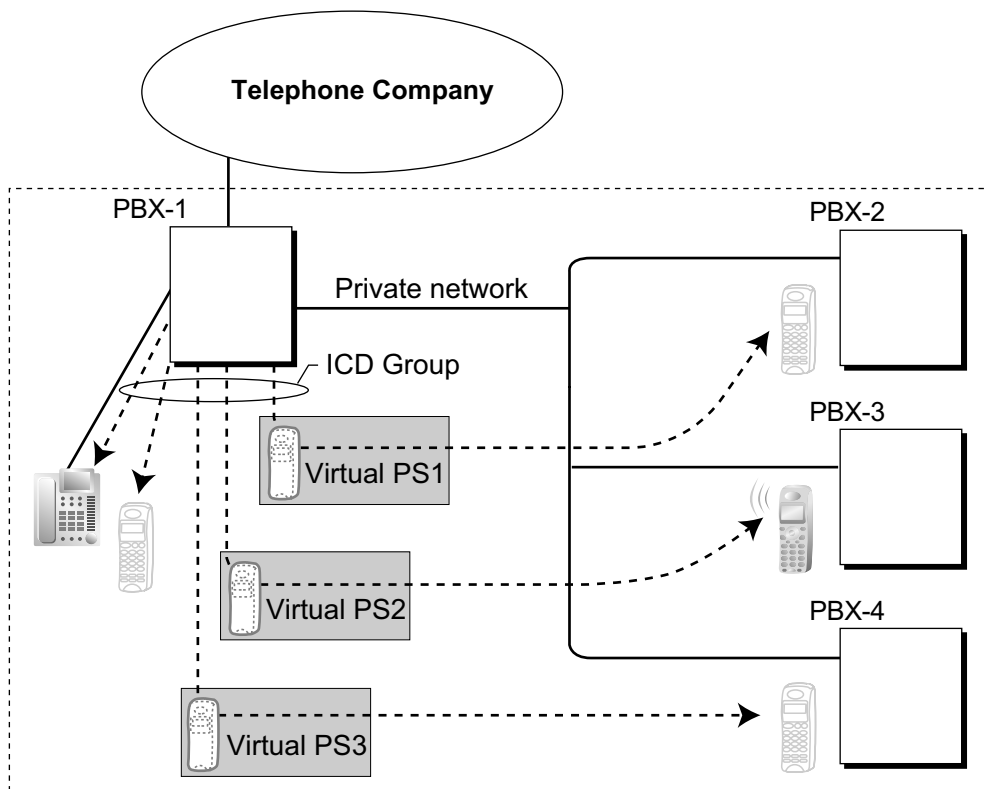 Telephone Company
PBX-1
PBX-2
Private network
ICD Group
PBX-3
Virtual PS1
Virtual PS2
PBX-4
Virtual PS3